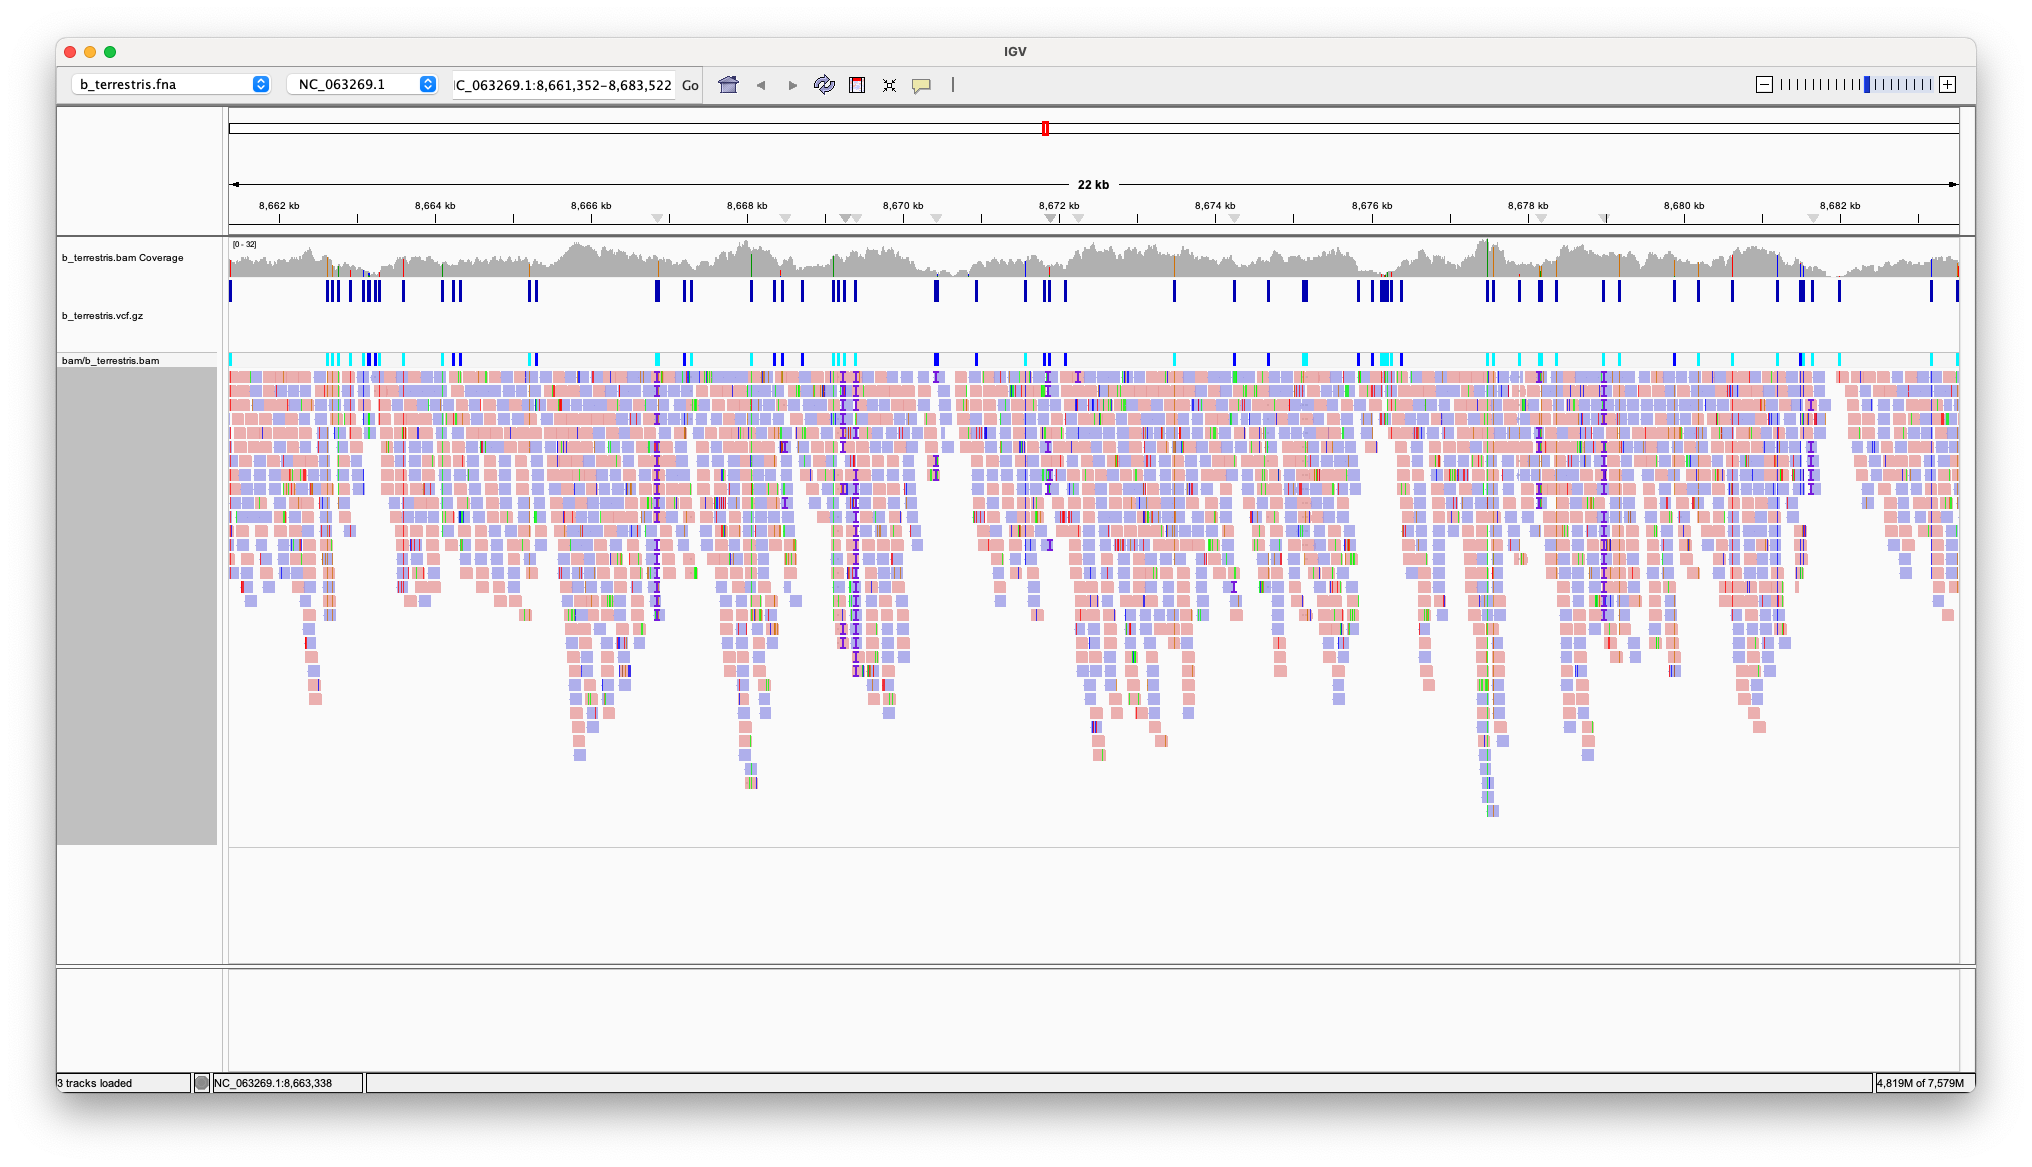 IGV
b_terrestris.fna
NC_063269.1
C_063269.1:8,661,352-8,683,522
Go
22 kb
8,662 kb 8,664 kb 8,666 kb 8,668 kb 8,670 kb 8,672 kb 8,674 kb 8,676 kb 8,678 kb 8,680 kb 8,682 kb
[0 - 32]
b_terrestris.bam Coverage
b_terrestris.vcf.gz
bam/b_terrestris.bam
3 tracks loaded
NC_063269.1:8,663,338
4,819M of 7,579M